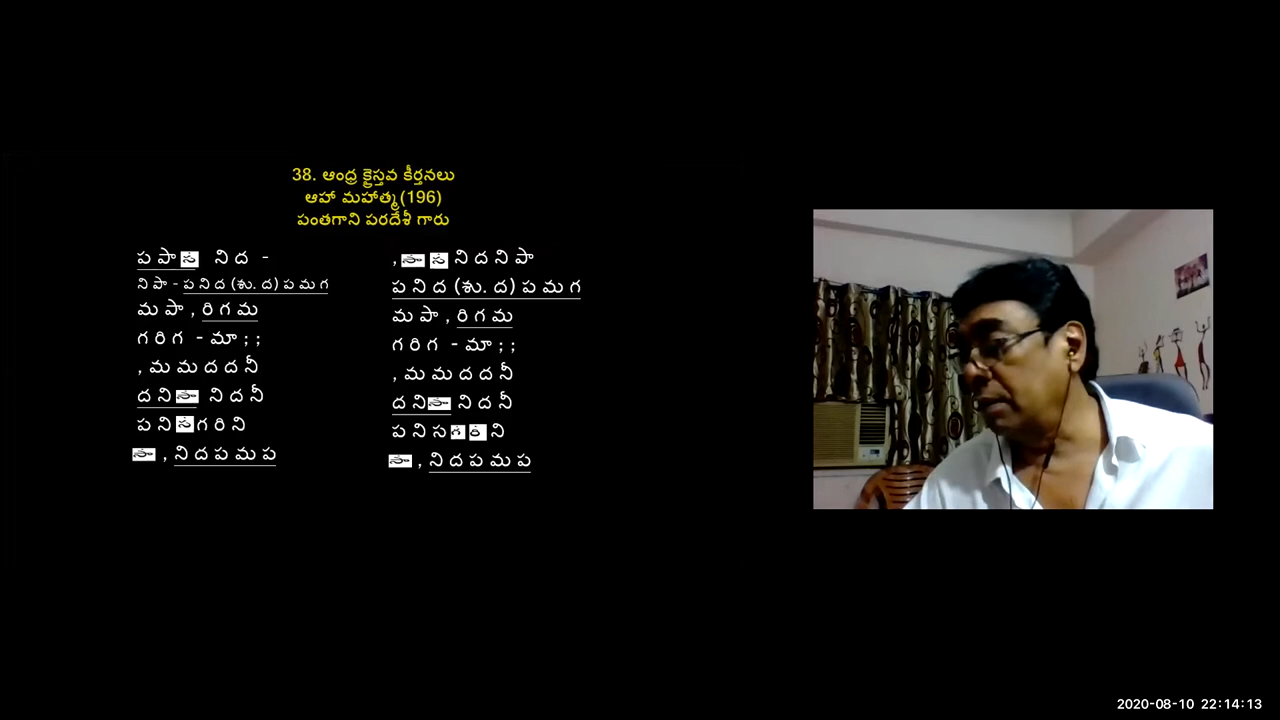 38. ఆంధ్ర క్రైస్తవ కీర్తనలు
ఆహా మహాత్మ (196)
పంతగాని పరదేశీ గారు
ప పా స ని ద -
ని పా - ప ని ద (శు. ద) ప మ గ
మ పా , రి గ మ
గ రి గ - మా ; ;
, మ మ ద ద నీ
ద ని సా ని ద నీ
ప ని స గ రి ని
సా , ని ద ప మ ప
, సా స ని ద ని పా
ప ని ద (శు. ద) ప మ గ
మ పా , రి గ మ
గ రి గ - మా ; ;
, మ మ ద ద నీ
ద ని సా ని ద నీ
ప ని స గ రి ని
సా , ని ద ప మ ప
2020-08-10 22:14:13